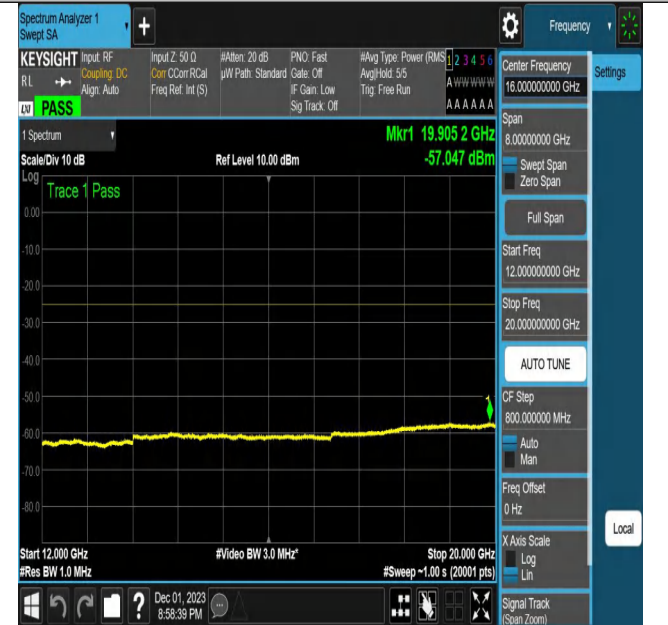 Spectrum Analyzer 1
Swept SA
+
Frequency
KEYSIGHT
RL
LXI
PASS
Input: RF
Coupling: DC
Align: Auto
Input Z: 50 Ω
Corr CCorr RCal
Freq Ref: Int (S)
#Atten: 20 dB
µW Path: Standard
PNO: Fast
Gate: Off
IF Gain: Low
Sig Track: Off
#Avg Type: Power (RMS
Avg|Hold: 5/5
Trig: Free Run
1 2 3 4 5 6
A W W W W W
A A A A A A
1 Spectrum
Scale/Div 10 dB
Ref Level 10.00 dBm
Mkr1 19.905 2 GHz
-57.047 dBm
Log
Trace 1 Pass
0.00
-10.0
-20.0
-30.0
-40.0
-50.0
-60.0
-70.0
-80.0
1
Start 12.000 GHz
#Video BW 3.0 MHz*
Stop 20.000 GHz
#Res BW 1.0 MHz
#Sweep ~1.00 s (20001 pts)
Dec 01, 2023
8:58:39 PM
?
Center Frequency
16.000000000 GHz
Settings
Span
8.00000000 GHz
Swept Span
Zero Span
Full Span
Start Freq
12.000000000 GHz
Stop Freq
20.000000000 GHz
AUTO TUNE
CF Step
800.000000 MHz
Auto
Man
Freq Offset
0 Hz
X Axis Scale
Log
Lin
Local
Signal Track
(Span Zoom)